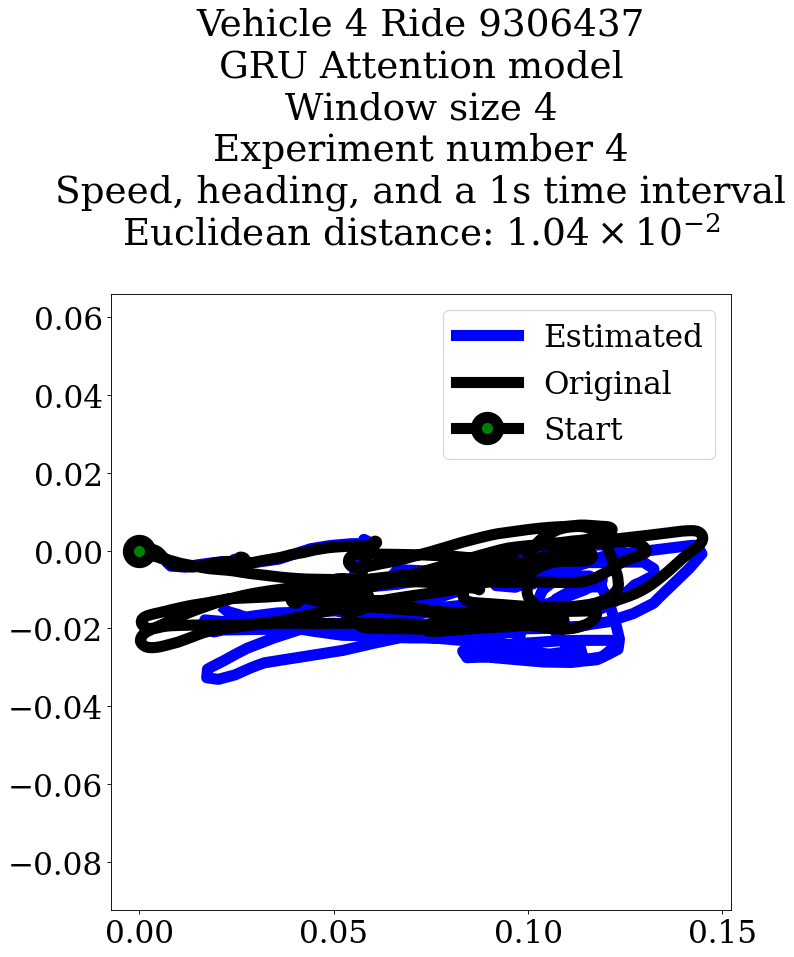 Vehicle 4 Ride 9306437
GRU Attention model
Window size 4
Experiment number 4
Speed, heading, and a 1s time interval
Euclidean distance: 1.04 × 10⁻²
0.06
0.04
0.02
0.00
−0.02
−0.04
−0.06
−0.08
Estimated
Original
Start
0.00 0.05 0.10 0.15